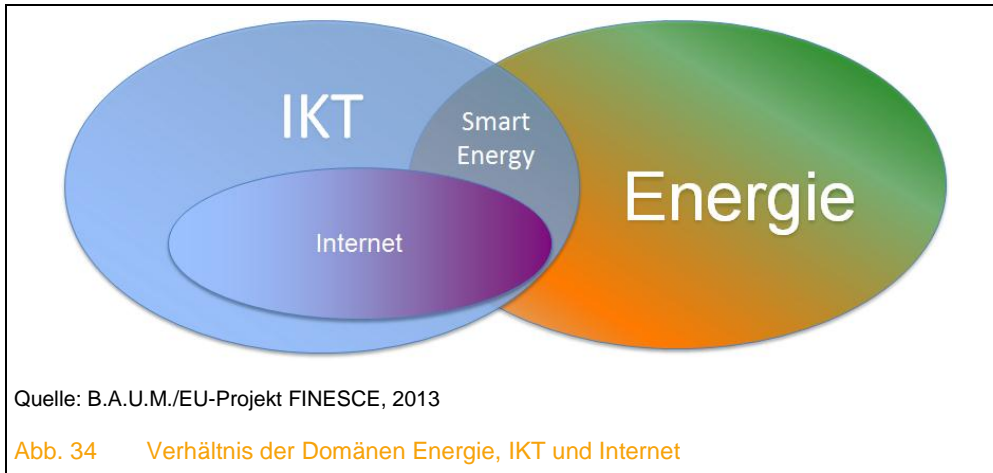 IKT
Smart
Energy
Energie
Internet
Quelle: B.A.U.M./EU-Projekt FINESCE, 2013
Abb. 34 Verhältnis der Domänen Energie, IKT und Internet